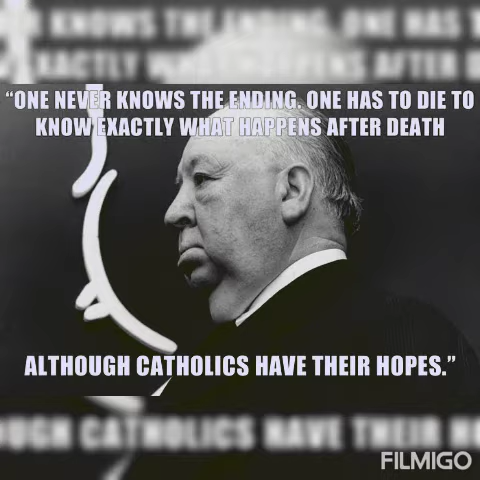 “ONE NEVER KNOWS THE ENDING. ONE HAS TO DIE TO
KNOW EXACTLY WHAT HAPPENS AFTER DEATH
ALTHOUGH CATHOLICS HAVE THEIR HOPES.”
FILMIGO